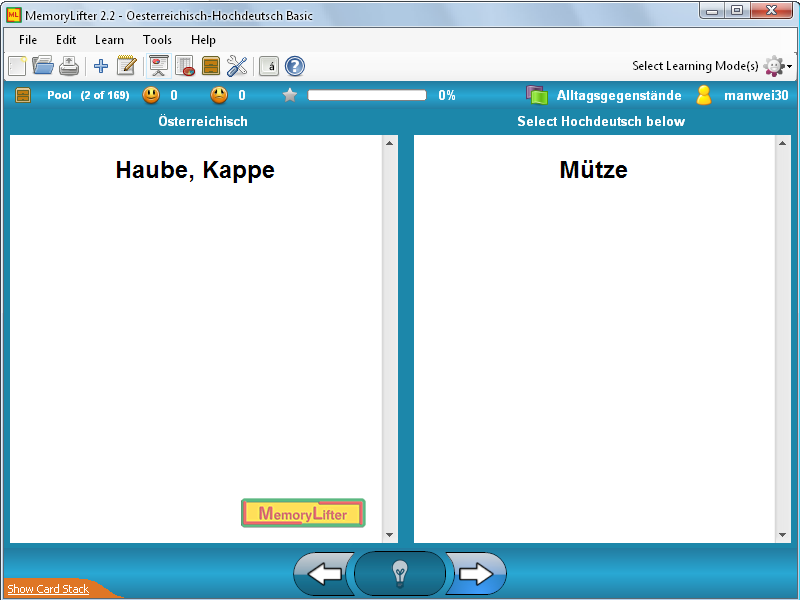 MemoryLifter 2.2 - Oesterreichisch-Hochdeutsch Basic
File Edit Learn Tools Help
á ? Select Learning Mode(s)
Pool (2 of 169) 0 0 0% Alltagsgegenstände manwei30
Österreichisch Select Hochdeutsch below
Haube, Kappe Mütze
MemoryLifter
Show Card Stack